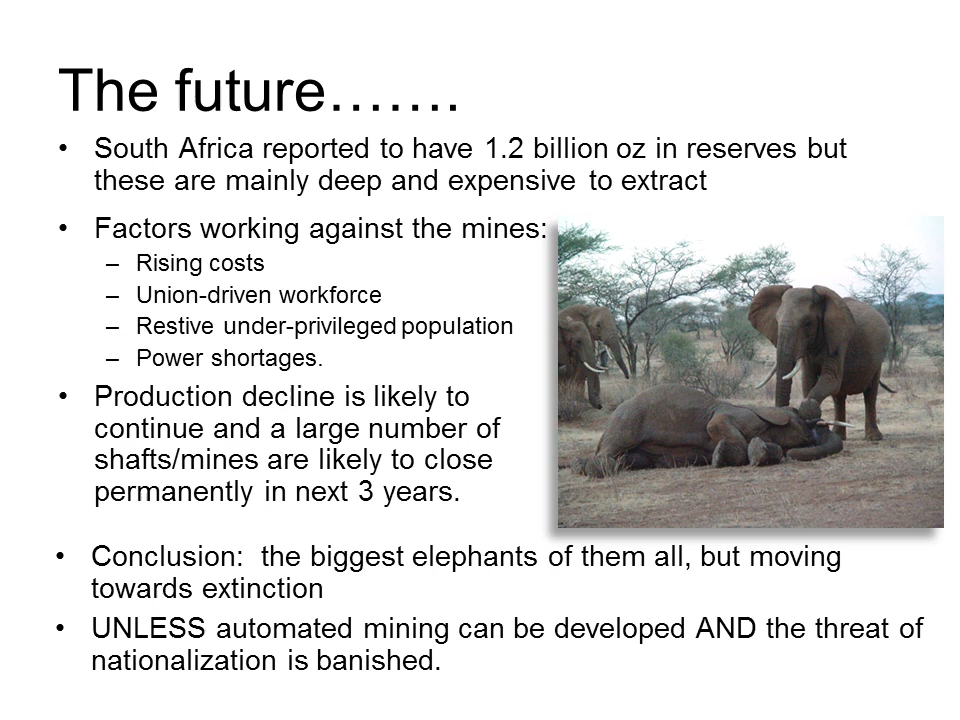 The future…….
• South Africa reported to have 1.2 billion oz in reserves but
these are mainly deep and expensive to extract
• Factors working against the mines:
– Rising costs
– Union-driven workforce
– Restive under-privileged population
– Power shortages.
• Production decline is likely to
continue and a large number of
shafts/mines are likely to close
permanently in next 3 years.
• Conclusion:  the biggest elephants of them all, but moving
towards extinction
• UNLESS automated mining can be developed AND the threat of
nationalization is banished.